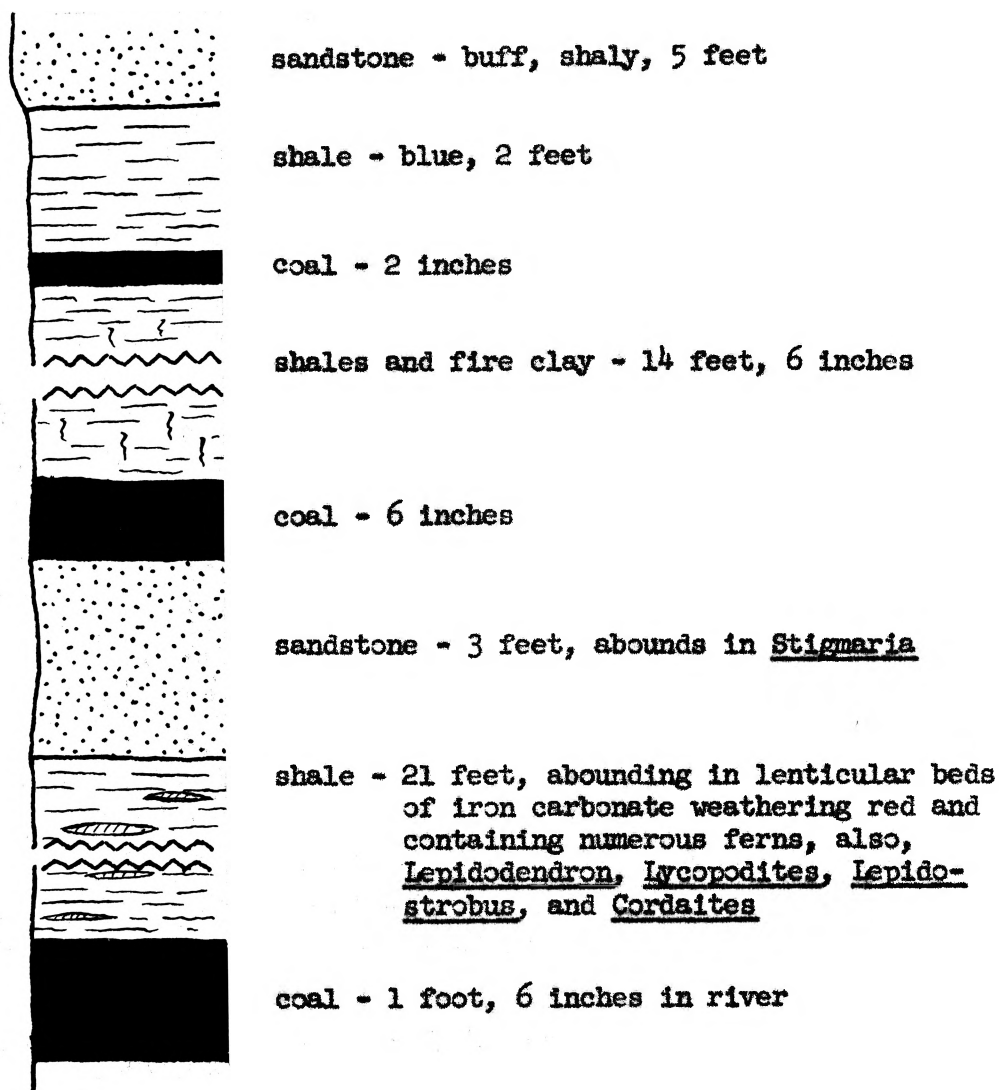 sandstone - buff, shaly, 5 feet
shale - blue, 2 feet
coal - 2 inches
shales and fire clay - 14 feet, 6 inches
coal - 6 inches
sandstone - 3 feet, abounds in Stigmaria
shale - 21 feet, abounding in lenticular beds
of iron carbonate weathering red and
containing numerous ferns, also,
Lepidodendron, Lycopodites, Lepido-
strobus, and Cordaites
coal - 1 foot, 6 inches in river